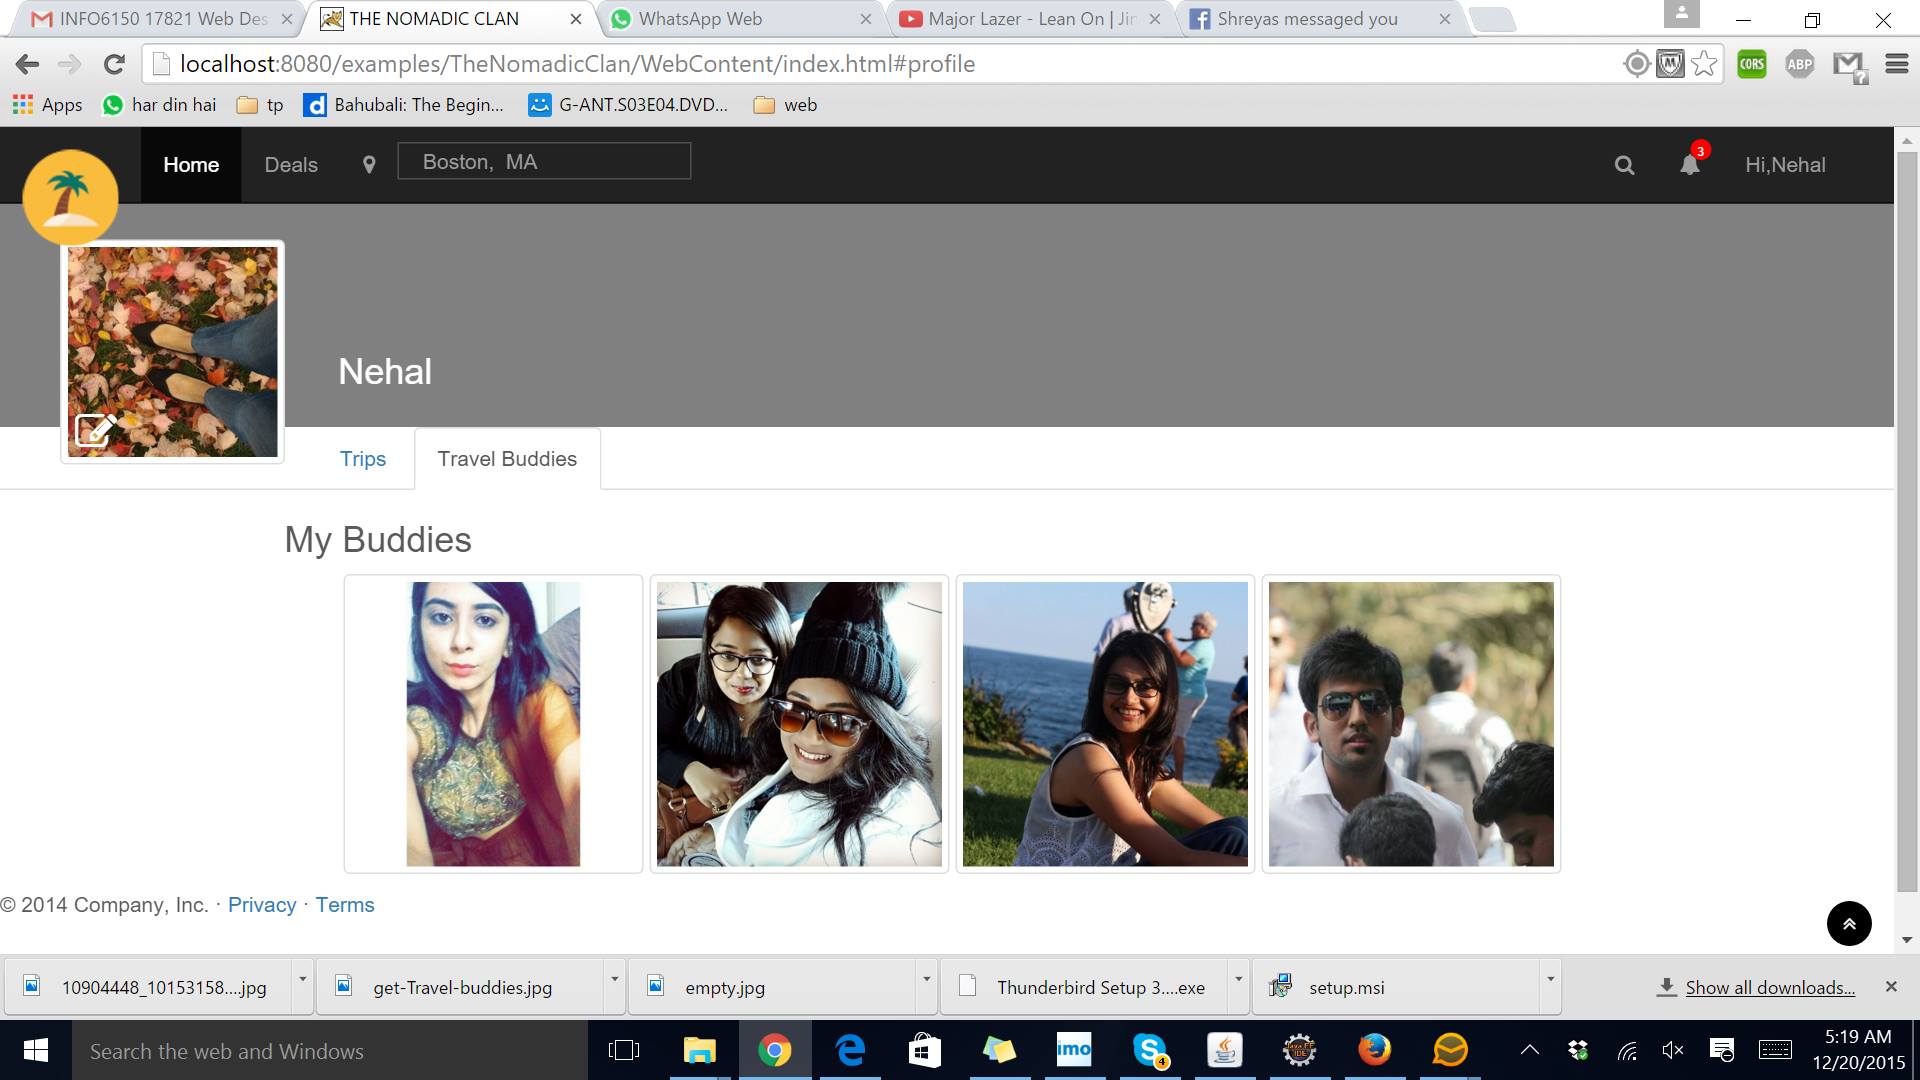 INFO6150 17821 Web Des
THE NOMADIC CLAN
WhatsApp Web
Major Lazer - Lean On | Jin
Shreyas messaged you
localhost:8080/examples/TheNomadicClan/WebContent/index.html#profile
CORS
ABP
Apps
har din hai
tp
Bahubali: The Begin...
G-ANT.S03E04.DVD...
web
Home
Deals
Boston, MA
3
Hi,Nehal
Nehal
Trips
Travel Buddies
My Buddies
© 2014 Company, Inc. · Privacy · Terms
10904448_10153158....jpg
get-Travel-buddies.jpg
empty.jpg
Thunderbird Setup 3....exe
setup.msi
Show all downloads...
Search the web and Windows
imo
4
5:19 AM
12/20/2015